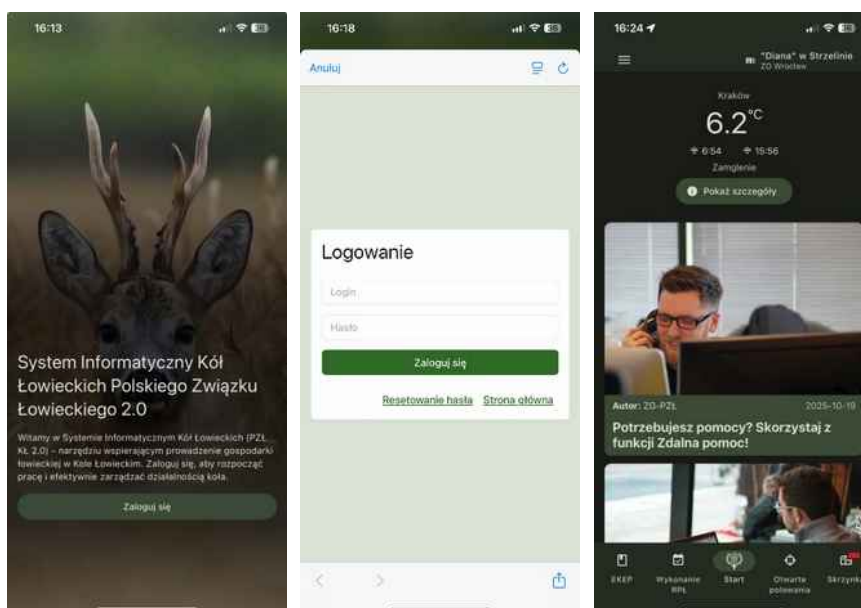 16:13
System Informatyczny Kół
Łowieckich Polskiego Związku
Łowieckiego 2.0
Witamy w Systemie Informatycznym Kół Łowieckich (PZŁ
KŁ 2.0) – narzędziu wspierającym prowadzenie gospodarki
łowieckiej w Kole Łowieckim. Zaloguj się, aby rozpocząć
pracę i efektywnie zarządzać działalnością koła.
Zaloguj się
16:18
Anuluj
Logowanie
Login
Hasło
Zaloguj się
Resetowanie hasła Strona główna
16:24
"Diana" w Strzelinie
ZO Wrocław
Kraków
6.2°C
6:54 15:56
Zamglenie
Pokaż szczegóły
Autor: ZG-PZŁ 2025-10-19
Potrzebujesz pomocy? Skorzystaj z
funkcji Zdalna pomoc!
EKEP Wykonanie RPŁ Start Otwarte polowania Skrzynka